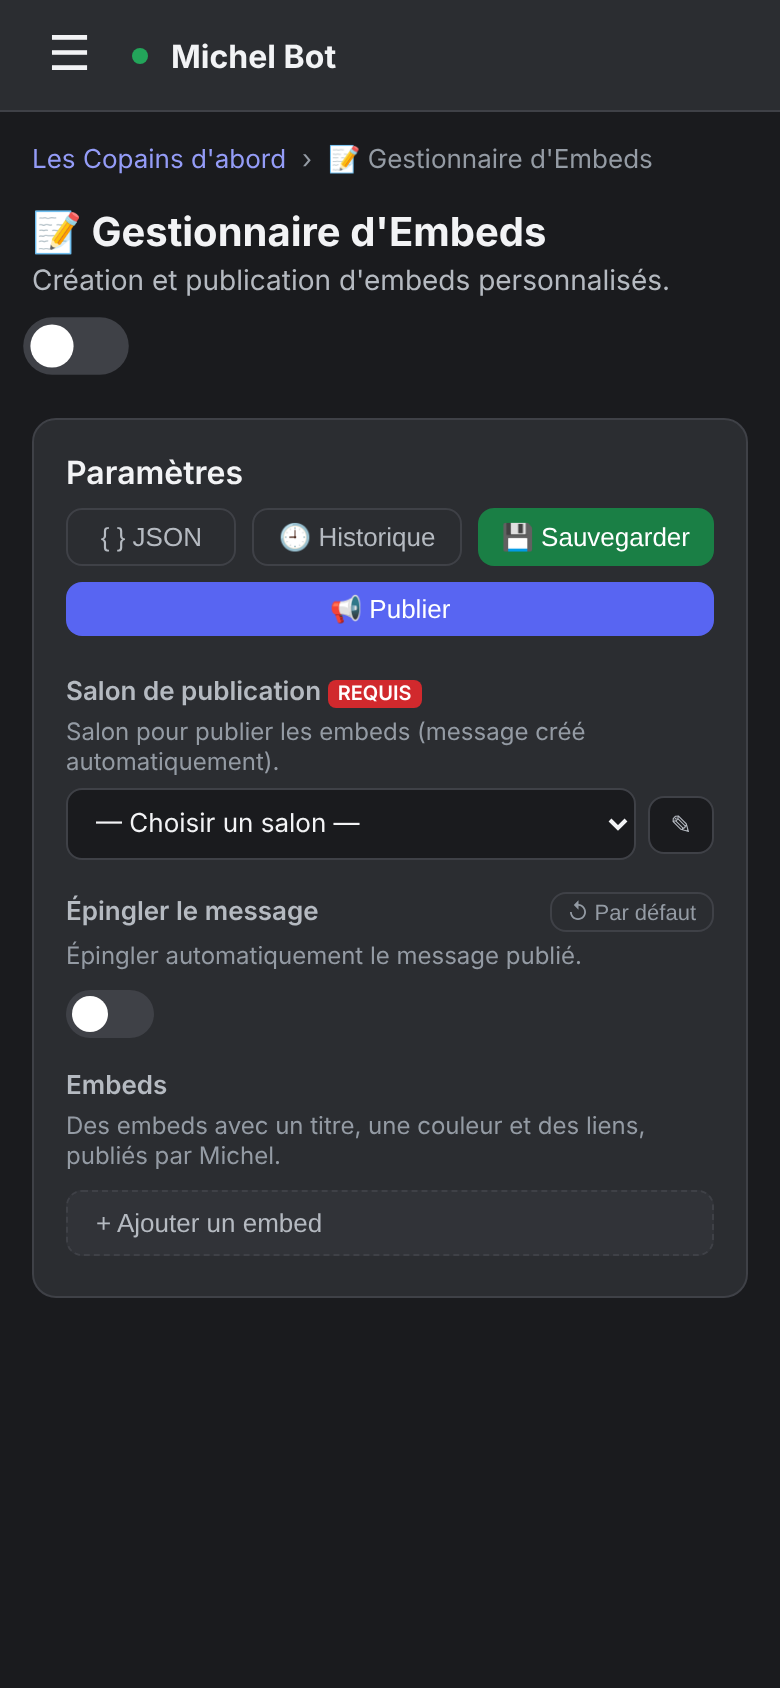 ☰ Michel Bot
Les Copains d'abord › 📝 Gestionnaire d'Embeds
📝 Gestionnaire d'Embeds
Création et publication d'embeds personnalisés.
Paramètres
{ } JSON 🕘 Historique 💾 Sauvegarder
📢 Publier
Salon de publication REQUIS
Salon pour publier les embeds (message créé
automatiquement).
— Choisir un salon — ✎
Épingler le message ↺ Par défaut
Épingler automatiquement le message publié.
Embeds
Des embeds avec un titre, une couleur et des liens,
publiés par Michel.
+ Ajouter un embed